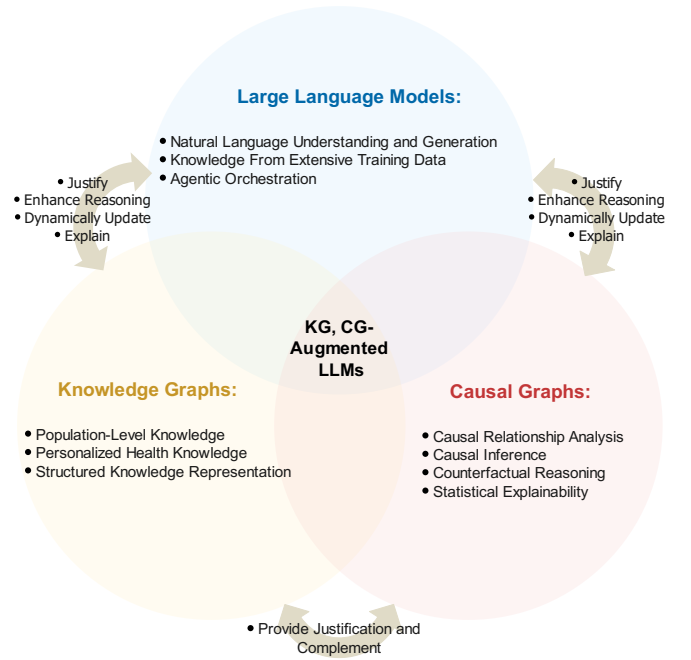 Large Language Models:
• Natural Language Understanding and Generation
• Knowledge From Extensive Training Data
• Agentic Orchestration
• Justify
• Enhance Reasoning
• Dynamically Update
• Explain
• Justify
• Enhance Reasoning
• Dynamically Update
• Explain
KG, CG-
Augmented
LLMs
Knowledge Graphs:
• Population-Level Knowledge
• Personalized Health Knowledge
• Structured Knowledge Representation
Causal Graphs:
• Causal Relationship Analysis
• Causal Inference
• Counterfactual Reasoning
• Statistical Explainability
• Provide Justification and
Complement